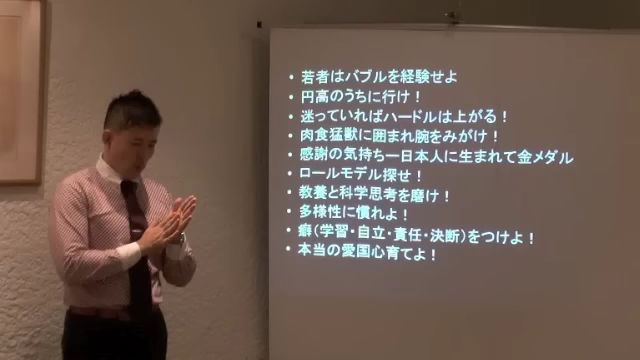 • 若者はバブルを経験せよ
• 円高のうちに行け！
• 迷っていればハードルは上がる！
• 肉食猛獣に囲まれ腕をみがけ！
• 感謝の気持ち―日本人に生まれて金メダル
• ロールモデル探せ！
• 教養と科学思考を磨け！
• 多様性に慣れよ！
• 癖（学習・自立・責任・決断）をつけよ！
• 本当の愛国心育てよ！